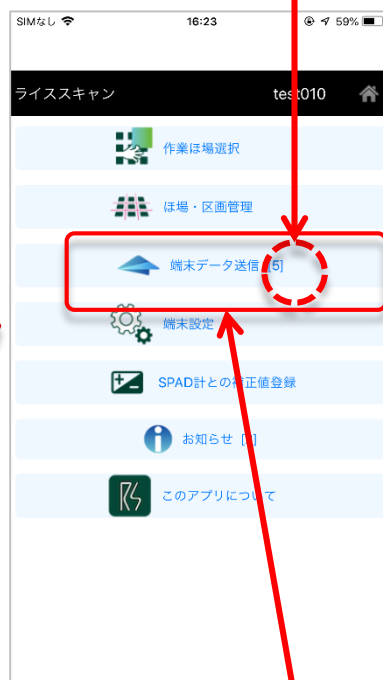 SIMなし 16:23 59%
ライススキャン test010
作業ほ場選択
ほ場・区画管理
端末データ送信 [5]
端末設定
SPAD計との補正値登録
お知らせ
このアプリについて
RS